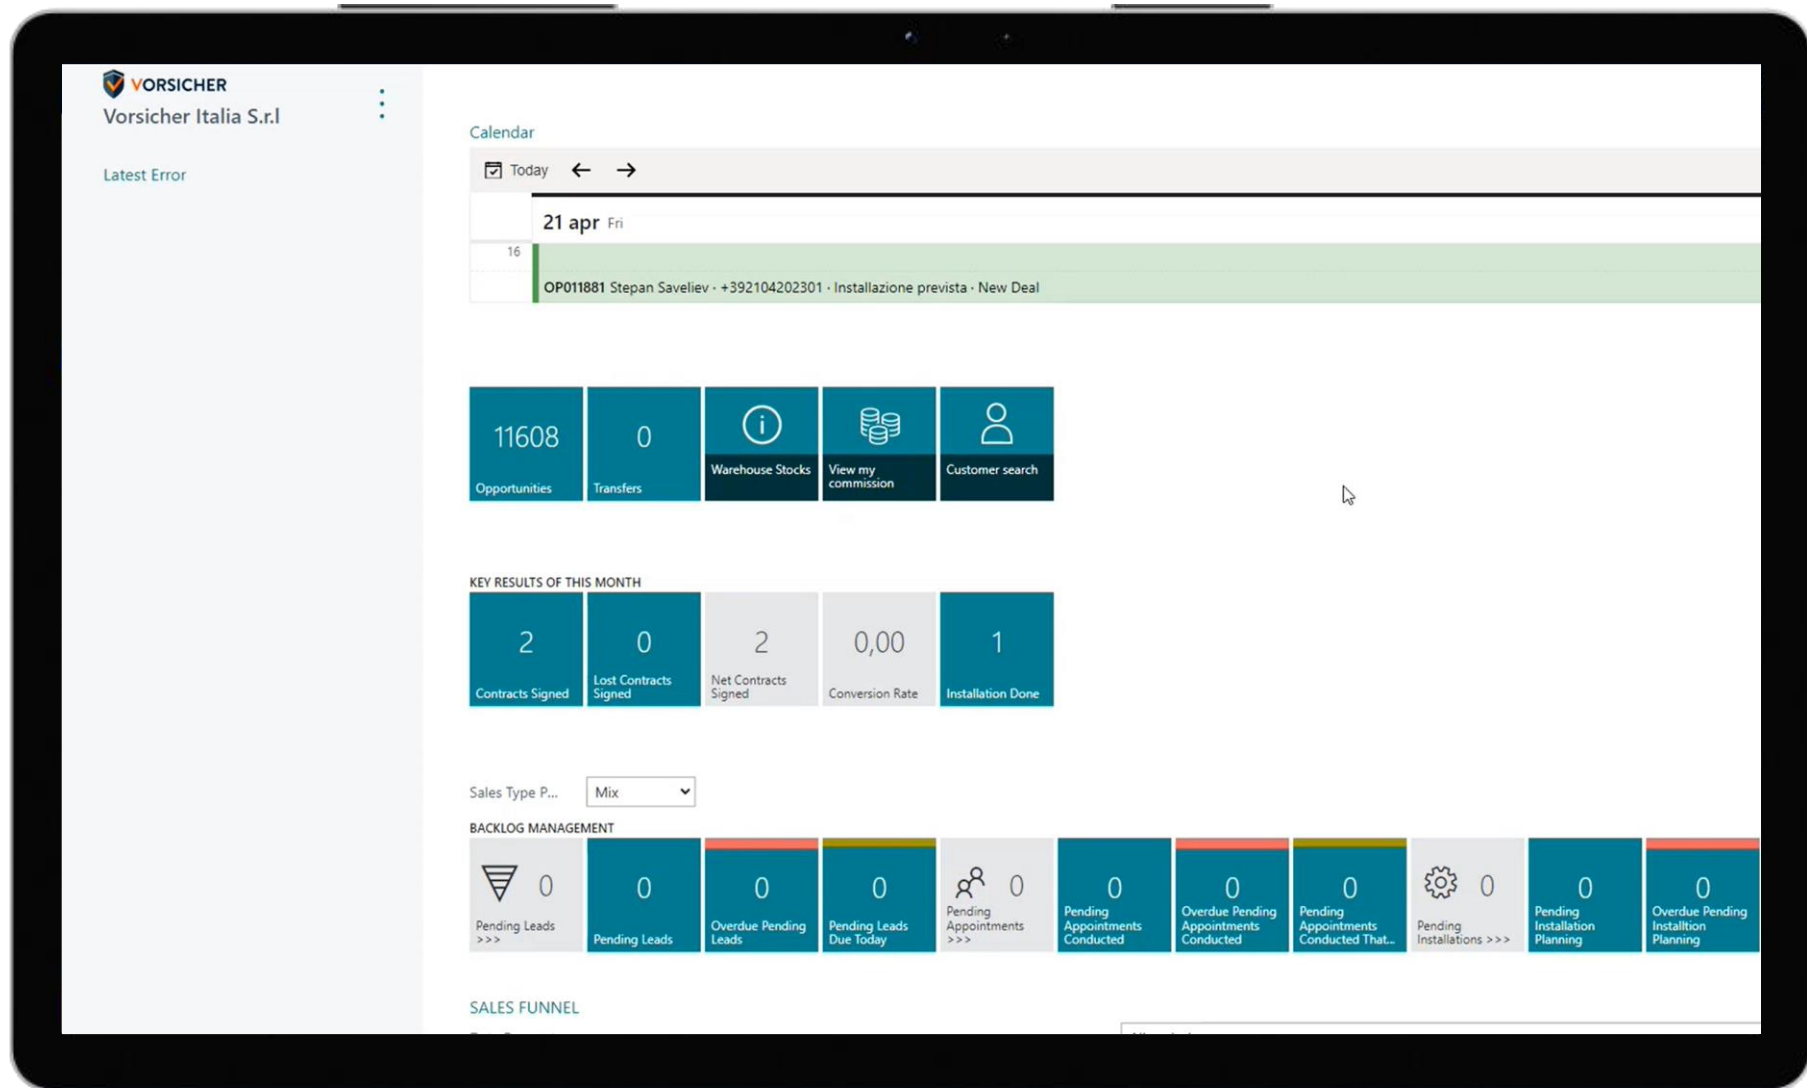 VORSICHER
Vorsicher Italia S.r.l
Latest Error
Calendar
Today
21 apr Fri
16
OP011881 Stepan Saveliev · +392104202301 · Installazione prevista · New Deal
11608
Opportunities
0
Transfers
Warehouse Stocks
View my
commission
Customer search
KEY RESULTS OF THIS MONTH
2
Contracts Signed
0
Lost Contracts
Signed
2
Net Contracts
Signed
0,00
Conversion Rate
1
Installation Done
Sales Type P...
Mix
BACKLOG MANAGEMENT
0
Pending Leads
>>>
0
Pending Leads
0
Overdue Pending
Leads
0
Pending Leads
Due Today
0
Pending
Appointments
>>>
0
Pending
Appointments
Conducted
0
Overdue Pending
Appointments
Conducted
0
Pending
Appointments
Conducted That...
0
Pending
Installations >>>
0
Pending
Installation
Planning
0
Overdue Pending
Installtion
Planning
SALES FUNNEL